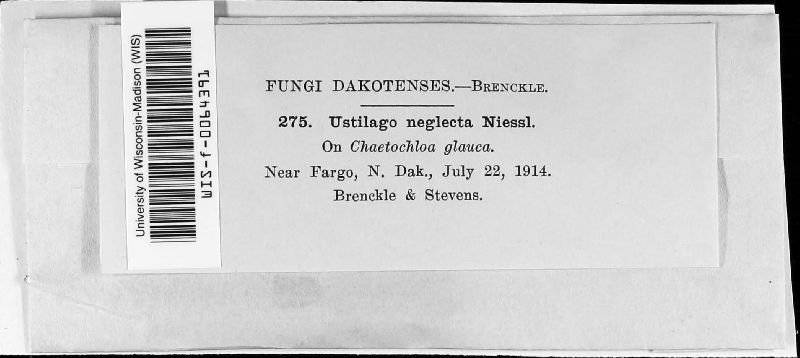 University of Wisconsin-Madison (WIS)
WIS-f-0064391
FUNGI DAKOTENSES.—BRENCKLE.
275. Ustilago neglecta Niessl.
On Chaetochloa glauca.
Near Fargo, N. Dak., July 22, 1914.
Brenckle & Stevens.